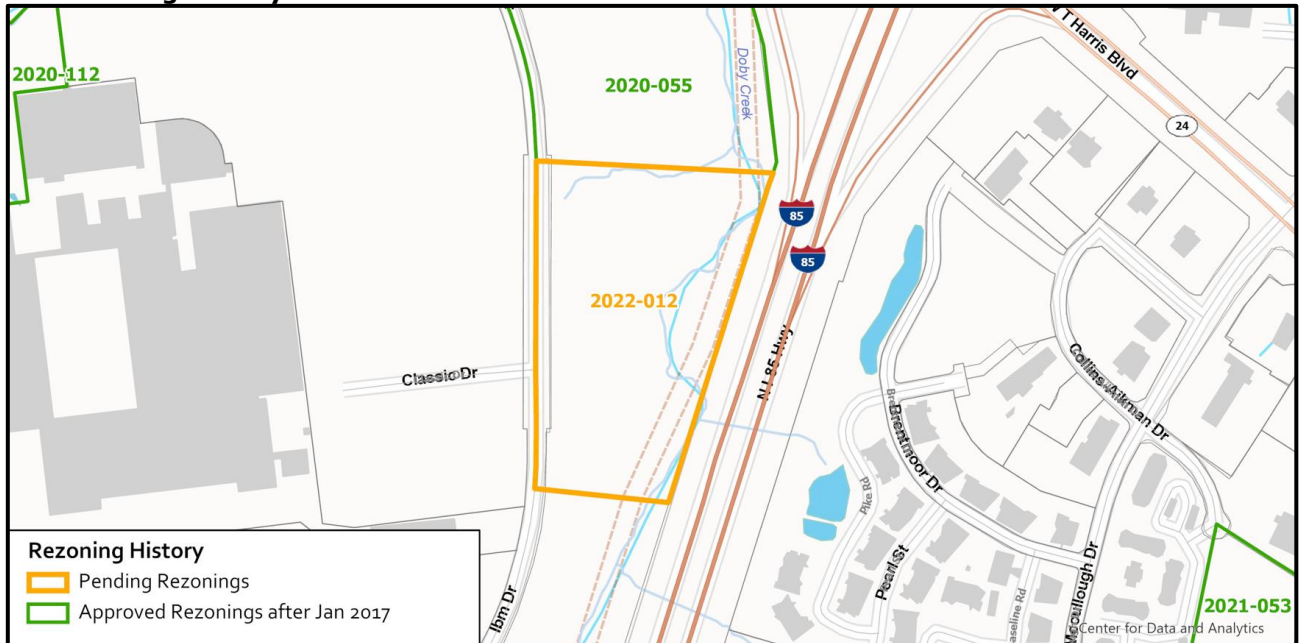 W T Harris Blvd
2020-112
2020-055
Doby Creek
24
85
85
2022-012
N I 85 Hwy
Classic Dr
Collins Aikman Dr
Brentmoor Dr
Pike Rd
Pearl St
Ibm Dr
Mccullough Dr
2021-053
Rezoning History
Pending Rezonings
Approved Rezonings after Jan 2017
Center for Data and Analytics